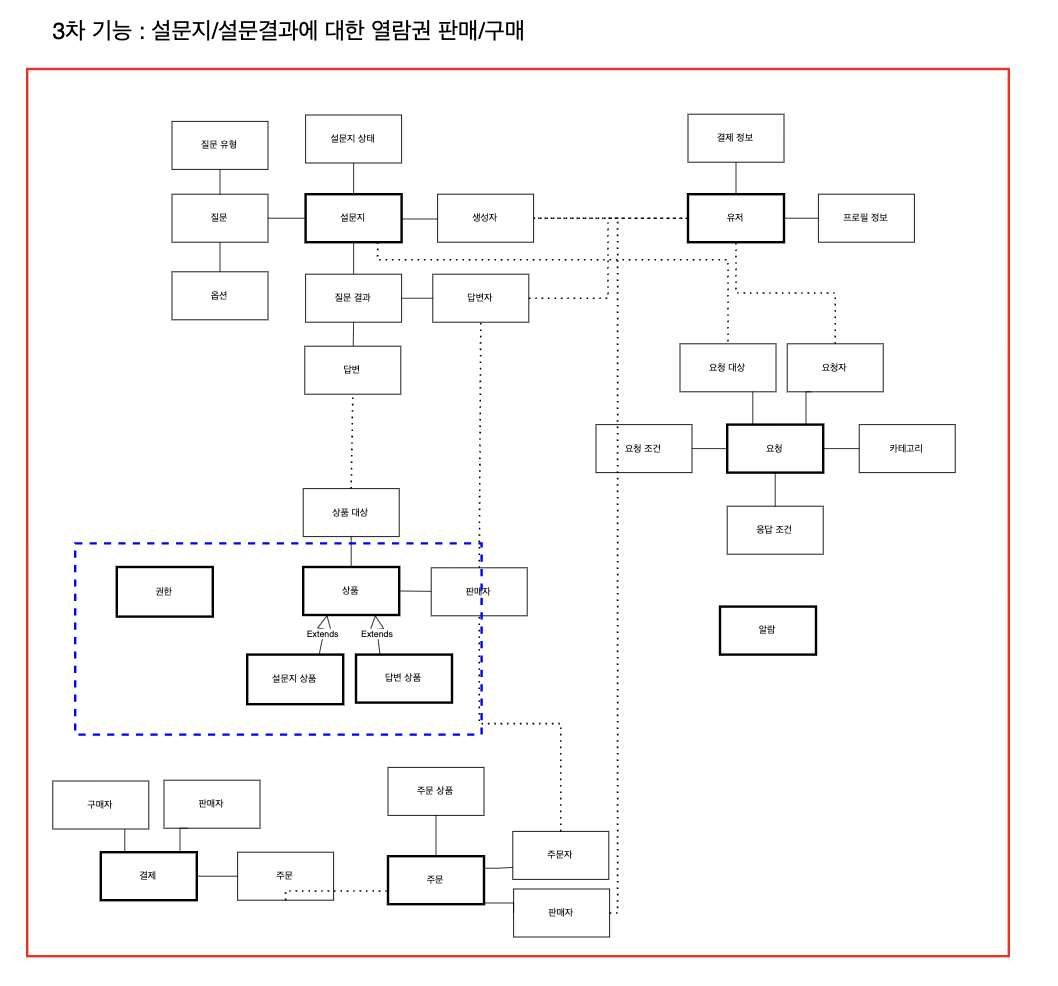 3차 기능 : 설문지/설문결과에 대한 열람권 판매/구매
질문 유형
설문지 상태
결제 정보
질문
설문지
생성자
유저
프로필 정보
옵션
질문 결과
답변자
답변
요청 대상
요청자
요청 조건
요청
카테고리
상품 대상
응답 조건
권한
상품
판매자
알람
Extends
Extends
설문지 상품
답변 상품
구매자
판매자
주문 상품
결제
주문
주문
주문자
판매자